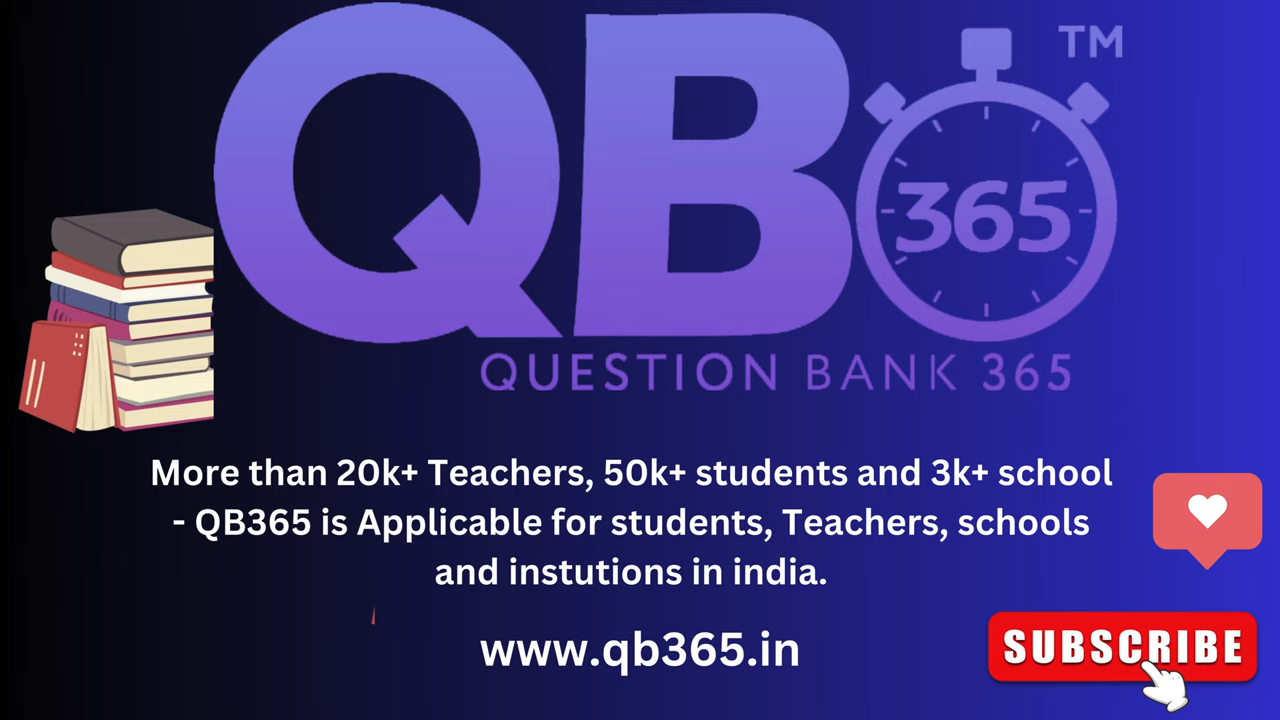 QB
TM
365
QUESTION BANK 365
More than 20k+ Teachers, 50k+ students and 3k+ school
- QB365 is Applicable for students, Teachers, schools
and instutions in india.
www.qb365.in
SUBSCRIBE